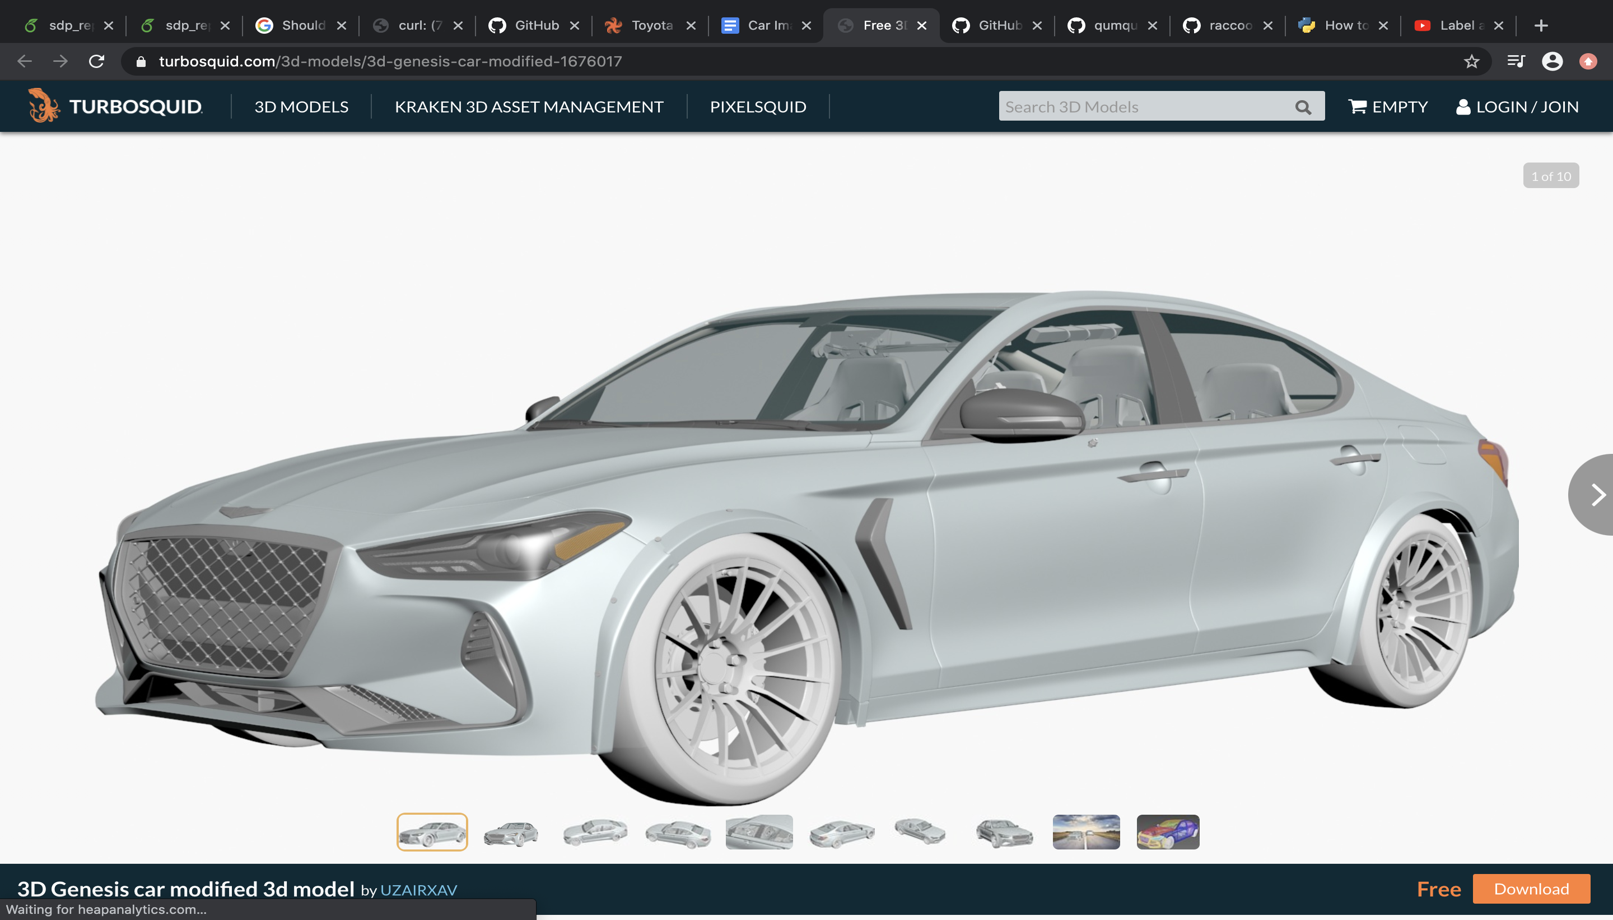 sdp_re
sdp_re
Should
curl: (7
GitHub
Toyota
Car Im
Free 3
GitHub
qumqu
raccoo
How to
Label a
turbosquid.com/3d-models/3d-genesis-car-modified-1676017
TURBOSQUID
3D MODELS
KRAKEN 3D ASSET MANAGEMENT
PIXELSQUID
Search 3D Models
EMPTY
LOGIN / JOIN
1 of 10
3D Genesis car modified 3d model by UZAIRXAV
Free
Download
Waiting for heapanalytics.com...